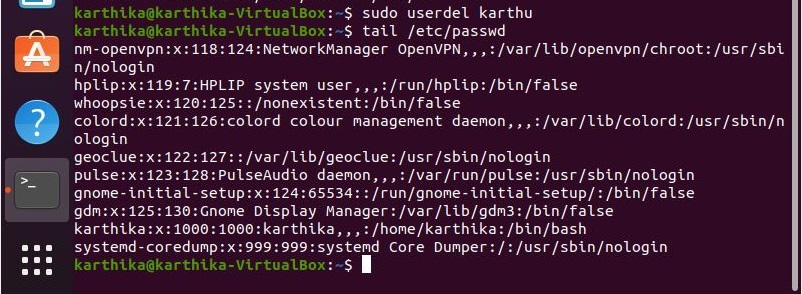 karthika@karthika-VirtualBox:~$ sudo userdel karthu
karthika@karthika-VirtualBox:~$ tail /etc/passwd
nm-openvpn:x:118:124:NetworkManager OpenVPN,,,:/var/lib/openvpn/chroot:/usr/sbi
n/nologin
hplip:x:119:7:HPLIP system user,,,:/run/hplip:/bin/false
whoopsie:x:120:125::/nonexistent:/bin/false
colord:x:121:126:colord colour management daemon,,,:/var/lib/colord:/usr/sbin/n
ologin
geoclue:x:122:127::/var/lib/geoclue:/usr/sbin/nologin
pulse:x:123:128:PulseAudio daemon,,,:/var/run/pulse:/usr/sbin/nologin
gnome-initial-setup:x:124:65534::/run/gnome-initial-setup/:/bin/false
gdm:x:125:130:Gnome Display Manager:/var/lib/gdm3:/bin/false
karthika:x:1000:1000:karthika,,,:/home/karthika:/bin/bash
systemd-coredump:x:999:999:systemd Core Dumper:/:/usr/sbin/nologin
karthika@karthika-VirtualBox:~$